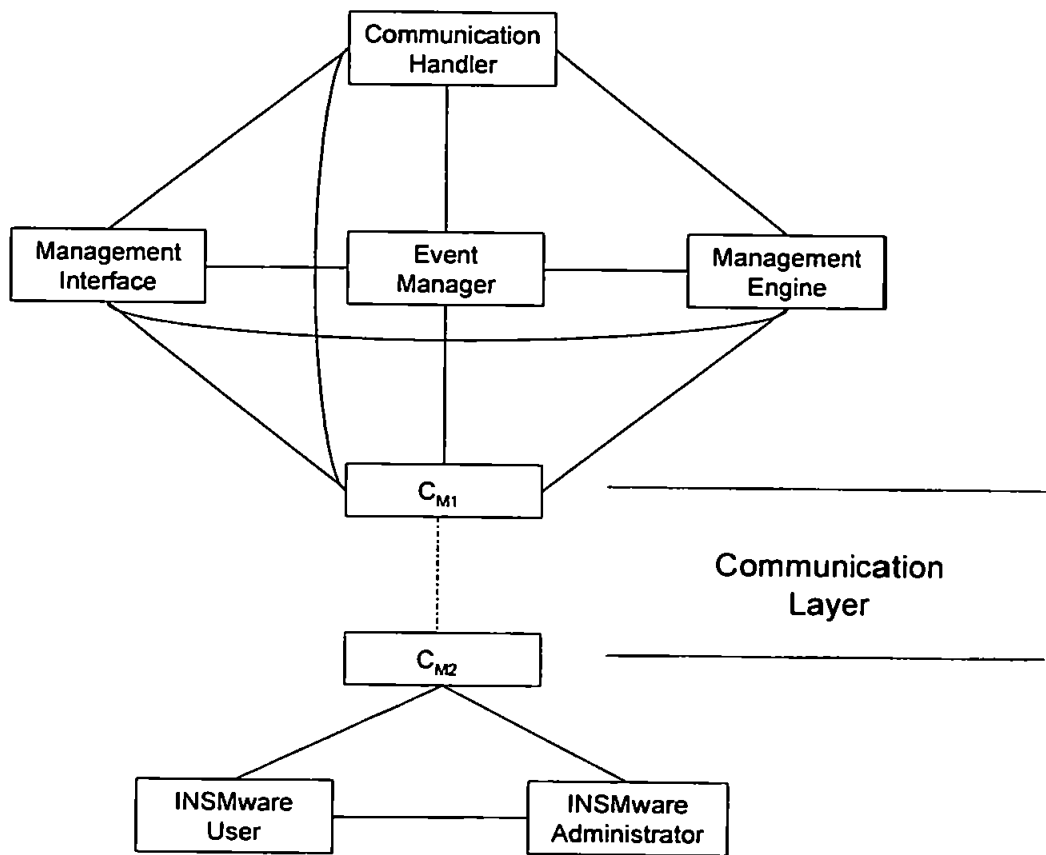 Communication
Handler
Management
Interface
Event
Manager
Management
Engine
CM1
Communication
Layer
CM2
INSMware
User
INSMware
Administrator